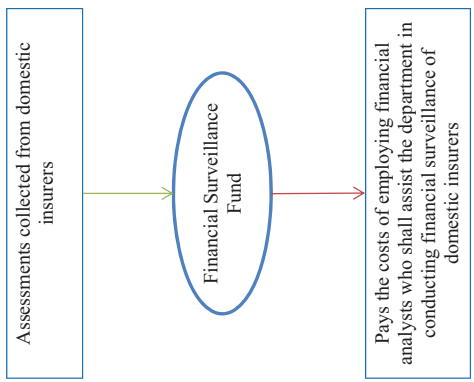 Assessments collected from domestic
insurers
Financial Surveillance
Fund
Pays the costs of employing financial
analysts who shall assist the department in
conducting financial surveillance of
domestic insurers